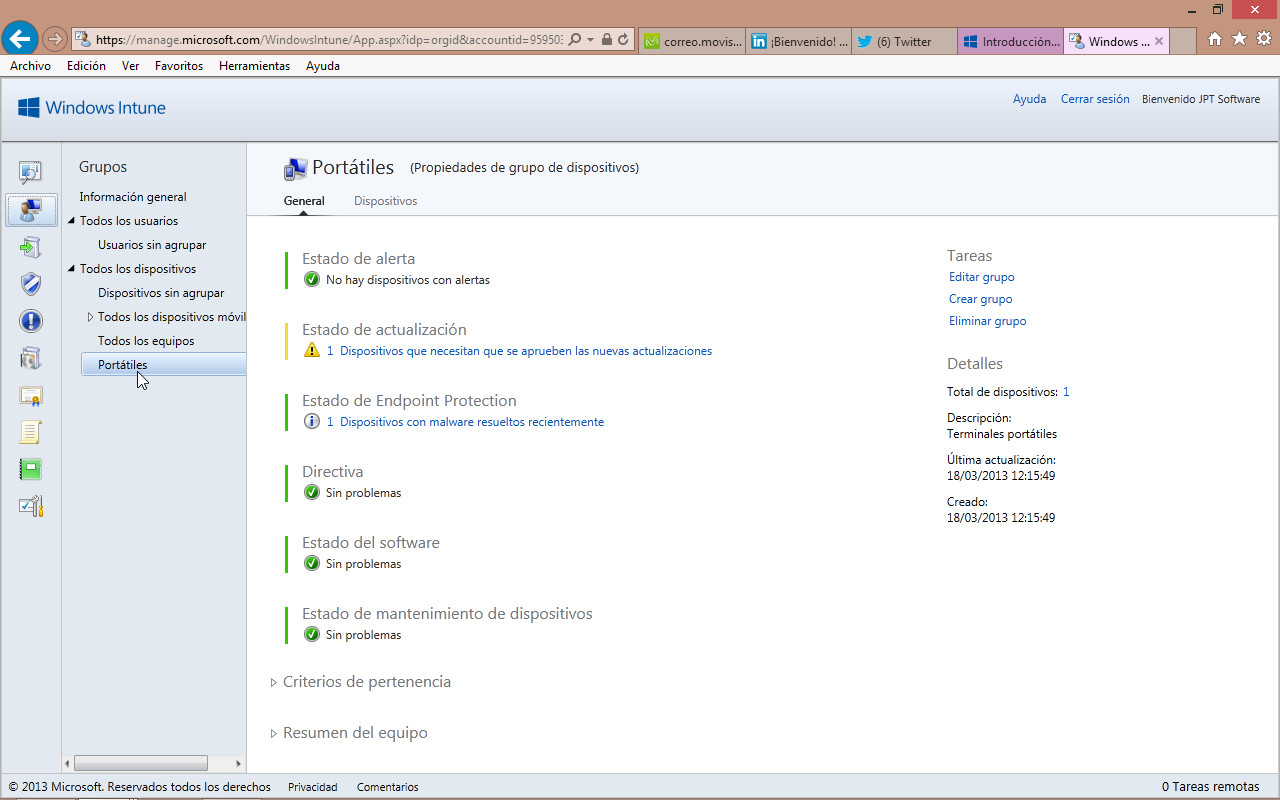 https://manage.microsoft.com/WindowsIntune/App.aspx?idp=orgid&accountid=95950
correo.movis...
¡Bienvenido! ...
(6) Twitter
Introducción...
Windows ...
Archivo Edición Ver Favoritos Herramientas Ayuda
Windows Intune
Ayuda Cerrar sesión Bienvenido JPT Software
Grupos
Información general
Todos los usuarios
Usuarios sin agrupar
Todos los dispositivos
Dispositivos sin agrupar
Todos los dispositivos móvil
Todos los equipos
Portátiles
Portátiles (Propiedades de grupo de dispositivos)
General Dispositivos
Estado de alerta
No hay dispositivos con alertas
Estado de actualización
1 Dispositivos que necesitan que se aprueben las nuevas actualizaciones
Estado de Endpoint Protection
1 Dispositivos con malware resueltos recientemente
Directiva
Sin problemas
Estado del software
Sin problemas
Estado de mantenimiento de dispositivos
Sin problemas
Criterios de pertenencia
Resumen del equipo
Tareas
Editar grupo
Crear grupo
Eliminar grupo
Detalles
Total de dispositivos: 1
Descripción:
Terminales portátiles
Última actualización:
18/03/2013 12:15:49
Creado:
18/03/2013 12:15:49
© 2013 Microsoft. Reservados todos los derechos Privacidad Comentarios
0 Tareas remotas